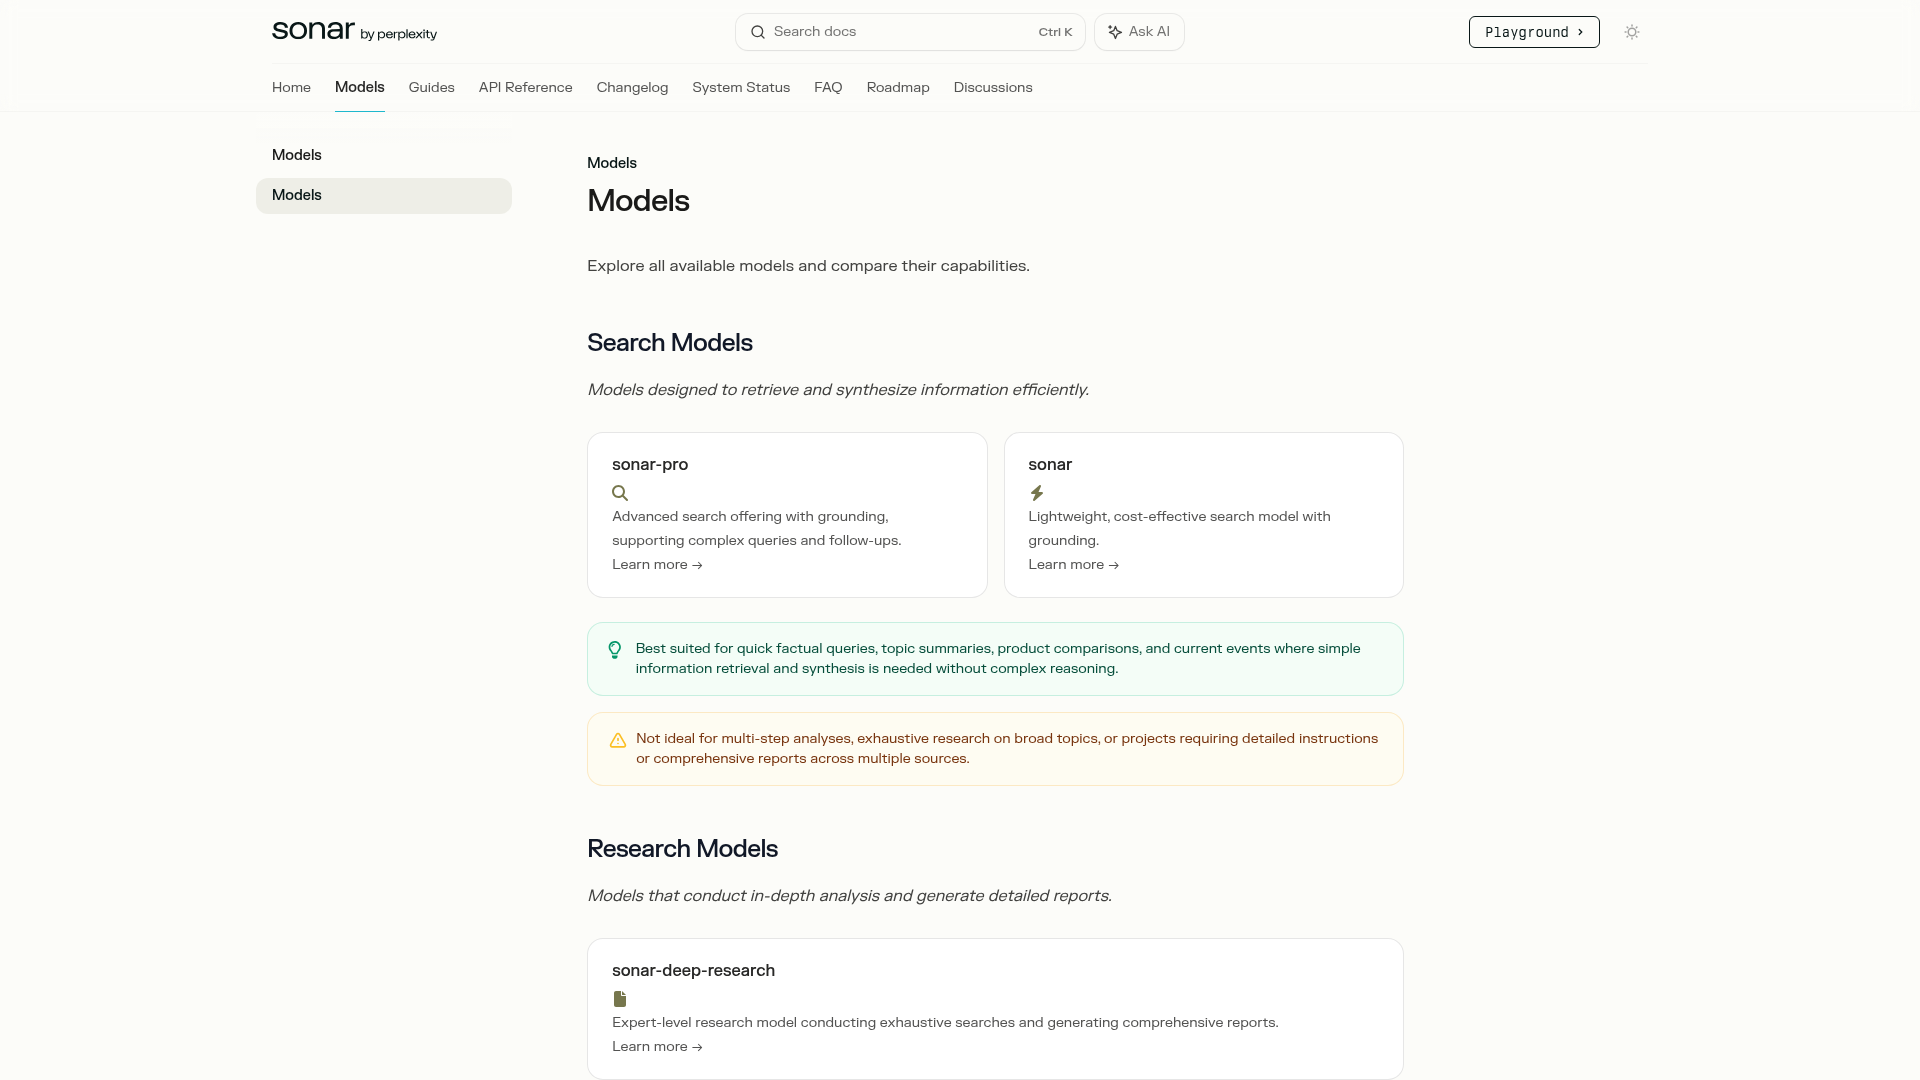 sonar by perplexity
Search docs
Ctrl K
Ask AI
Playground ›
Home
Models
Guides
API Reference
Changelog
System Status
FAQ
Roadmap
Discussions
Models
Models
Models
Models
Explore all available models and compare their capabilities.
Search Models
Models designed to retrieve and synthesize information efficiently.
sonar-pro
Advanced search offering with grounding,
supporting complex queries and follow-ups.
Learn more →
sonar
Lightweight, cost-effective search model with
grounding.
Learn more →
Best suited for quick factual queries, topic summaries, product comparisons, and current events where simple
information retrieval and synthesis is needed without complex reasoning.
Not ideal for multi-step analyses, exhaustive research on broad topics, or projects requiring detailed instructions
or comprehensive reports across multiple sources.
Research Models
Models that conduct in-depth analysis and generate detailed reports.
sonar-deep-research
Expert-level research model conducting exhaustive searches and generating comprehensive reports.
Learn more →